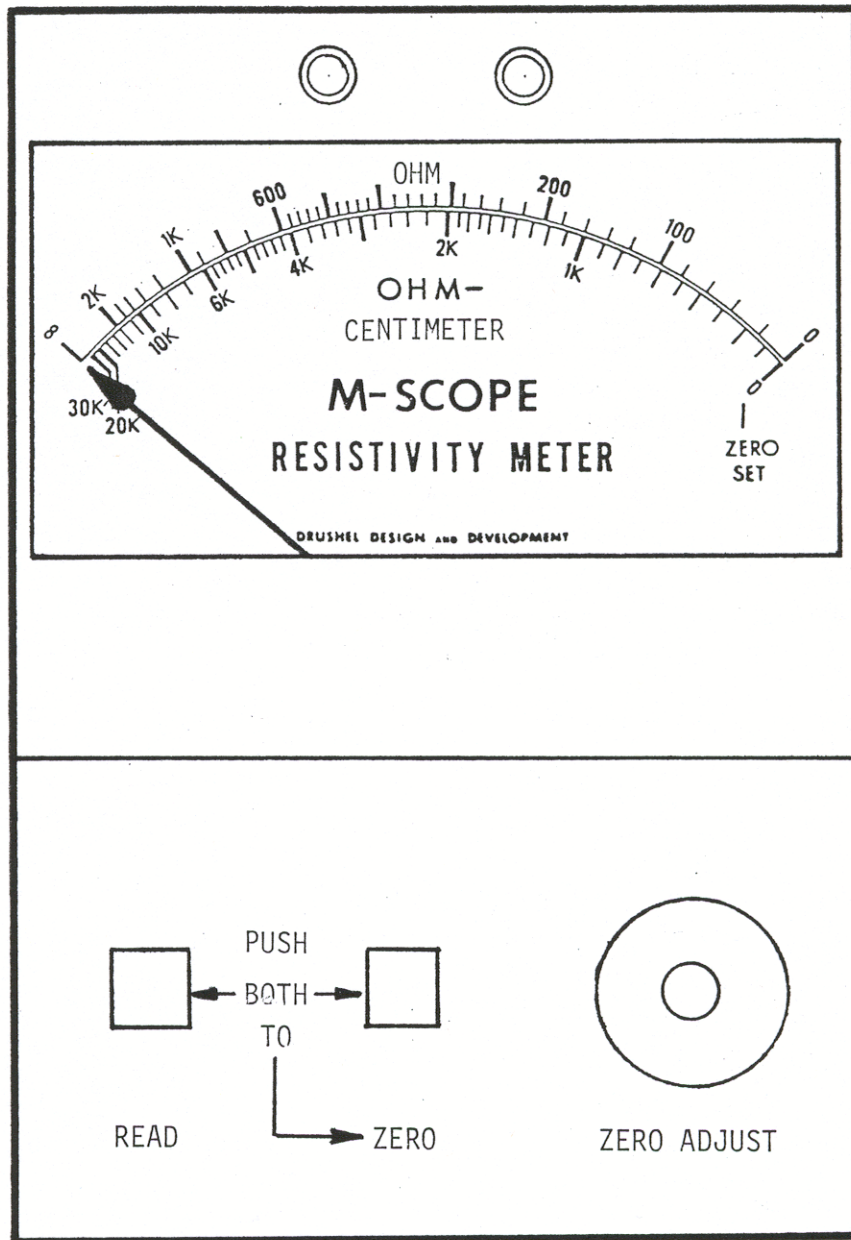 OHM
∞ 2K 1K 600 200 100 0
30K 20K 10K 6K 4K 2K 1K 0
OHM-
CENTIMETER
M-SCOPE
RESISTIVITY METER
ZERO
SET
DRUSHEL DESIGN AND DEVELOPMENT
PUSH
BOTH
TO
READ
ZERO
ZERO ADJUST